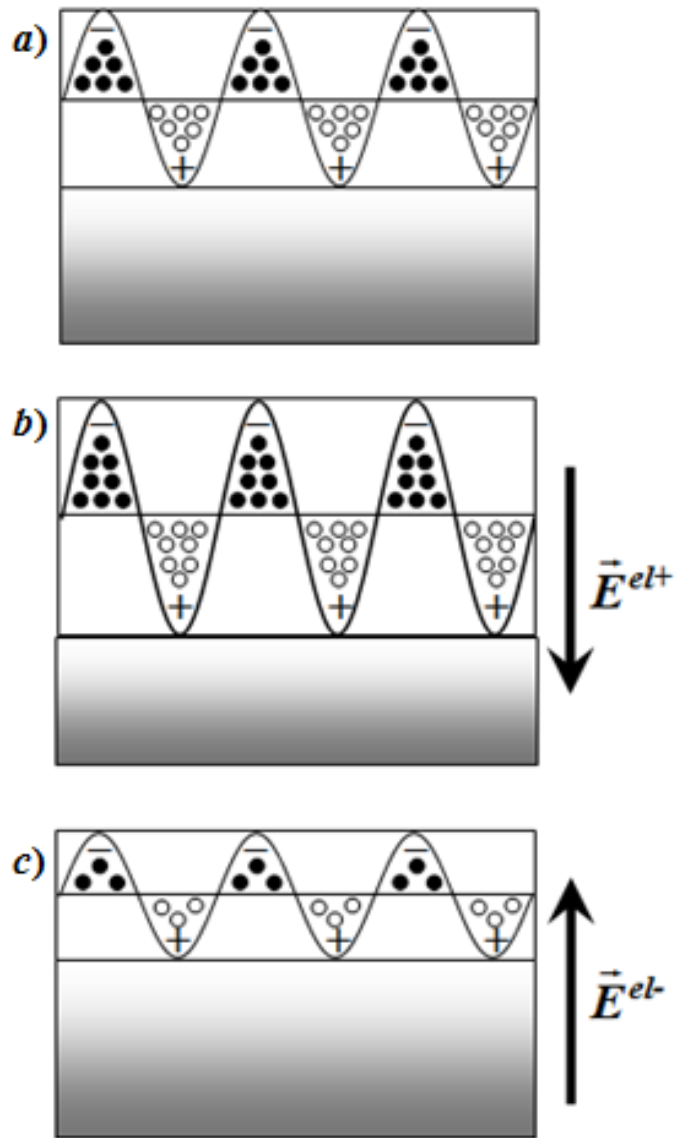 a)
− − −
+ + +
b)
− − −
+ + +
E⃗ᵉˡ⁺
c)
− − −
+ + +
E⃗ᵉˡ⁻